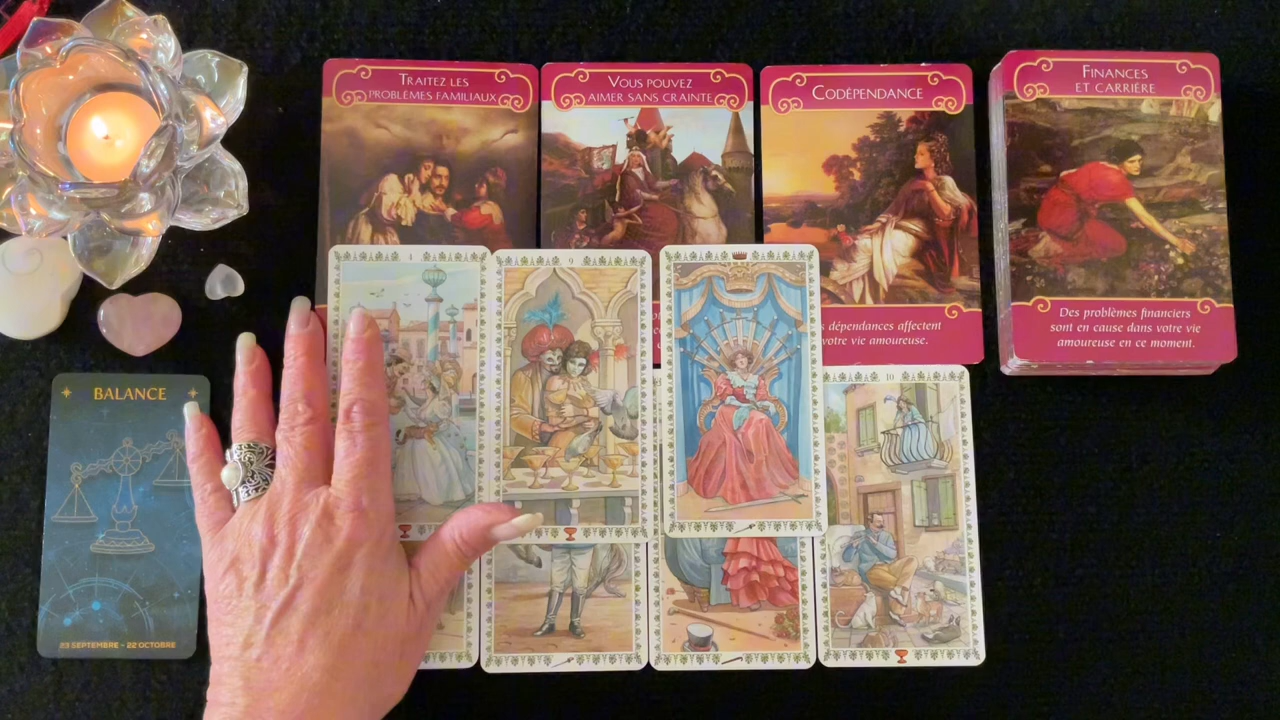 TRAITEZ LES
PROBLÈMES FAMILIAUX
VOUS POUVEZ
AIMER SANS CRAINTE
CODÉPENDANCE
dépendances affectent
votre vie amoureuse.
FINANCES
ET CARRIÈRE
Des problèmes financiers
sont en cause dans votre vie
amoureuse en ce moment.
4
9
10
BALANCE
23 SEPTEMBRE - 22 OCTOBRE